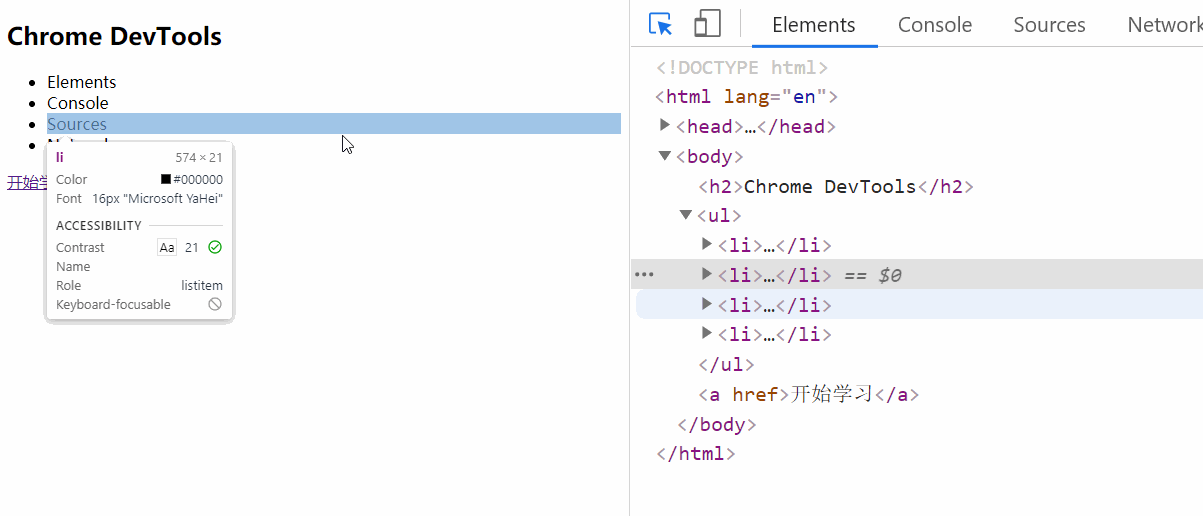 Chrome DevTools
Elements
Console
Sources
开始学
li 574 × 21
Color #000000
Font 16px "Microsoft YaHei"
ACCESSIBILITY
Contrast Aa 21
Name
Role listitem
Keyboard-focusable
Elements Console Sources Network
<!DOCTYPE html>
<html lang="en">
<head>…</head>
<body>
<h2>Chrome DevTools</h2>
<ul>
<li>…</li>
… <li>…</li> == $0
<li>…</li>
<li>…</li>
</ul>
<a href>开始学习</a>
</body>
</html>